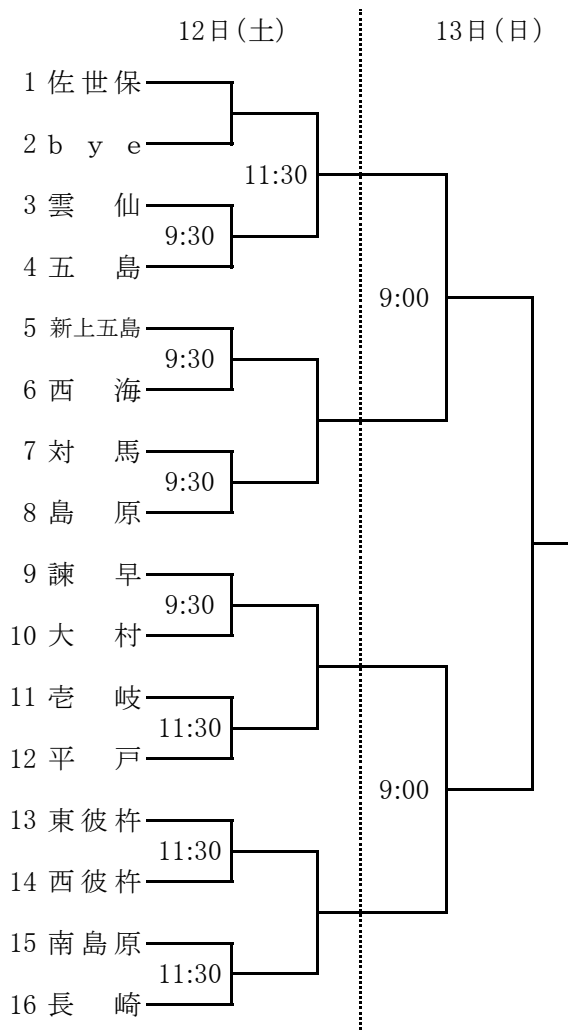 12日(土) 13日(日)
1 佐世保
2 bye
11:30
3 雲仙
9:30
4 五島
9:00
5 新上五島
9:30
6 西海
7 対馬
9:30
8 島原
9 諫早
9:30
10 大村
11 壱岐
11:30
12 平戸
9:00
13 東彼杵
11:30
14 西彼杵
15 南島原
11:30
16 長崎